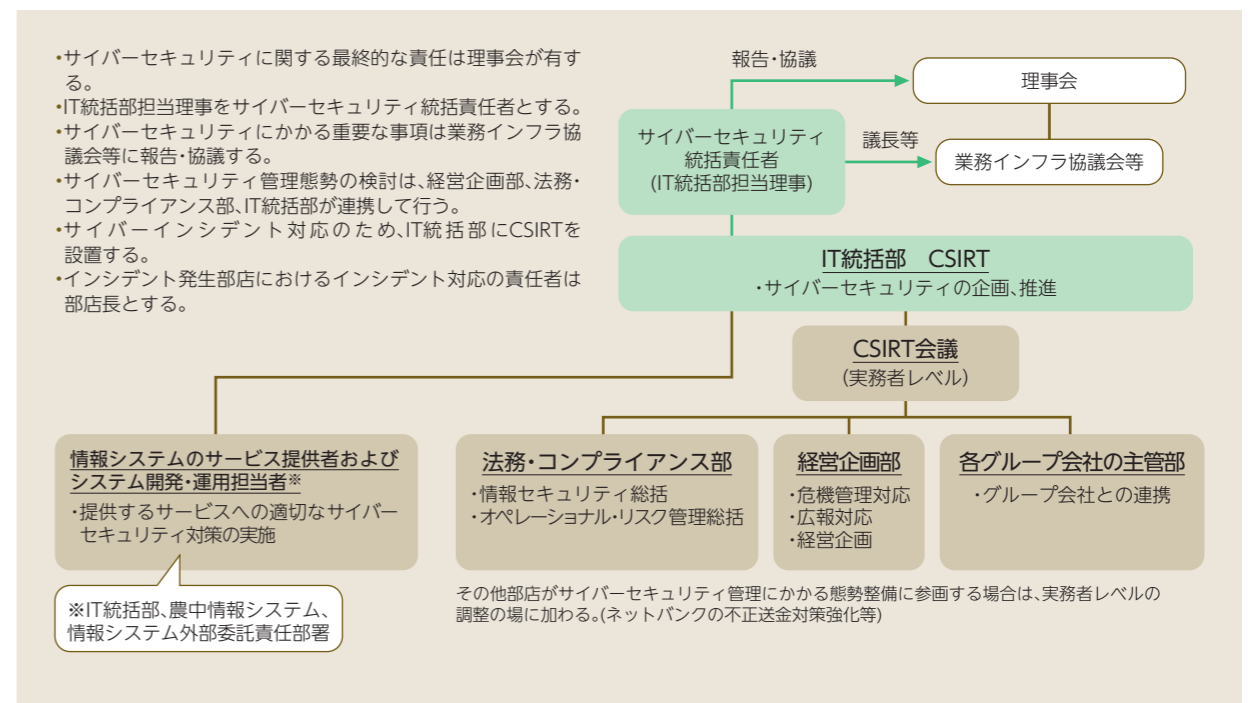 ・サイバーセキュリティに関する最終的な責任は理事会が有す
る。
・IT統括部担当理事をサイバーセキュリティ統括責任者とする。
・サイバーセキュリティにかかる重要な事項は業務インフラ協
議会等に報告・協議する。
・サイバーセキュリティ管理態勢の検討は、経営企画部、法務・
コンプライアンス部、IT統括部が連携して行う。
・サイバーインシデント対応のため、IT統括部にCSIRTを
設置する。
・インシデント発生部店におけるインシデント対応の責任者は
部店長とする。
報告・協議
理事会
サイバーセキュリティ
統括責任者
(IT統括部担当理事)
議長等
業務インフラ協議会等
IT統括部　CSIRT
・サイバーセキュリティの企画、推進
CSIRT会議
(実務者レベル)
情報システムのサービス提供者および
システム開発・運用担当者※
・提供するサービスへの適切なサイバー
セキュリティ対策の実施
※IT統括部、農中情報システム、
情報システム外部委託責任部署
法務・コンプライアンス部
・情報セキュリティ総括
・オペレーショナル・リスク管理総括
経営企画部
・危機管理対応
・広報対応
・経営企画
各グループ会社の主管部
・グループ会社との連携
その他部店がサイバーセキュリティ管理にかかる態勢整備に参画する場合は、実務者レベルの
調整の場に加わる。(ネットバンクの不正送金対策強化等)